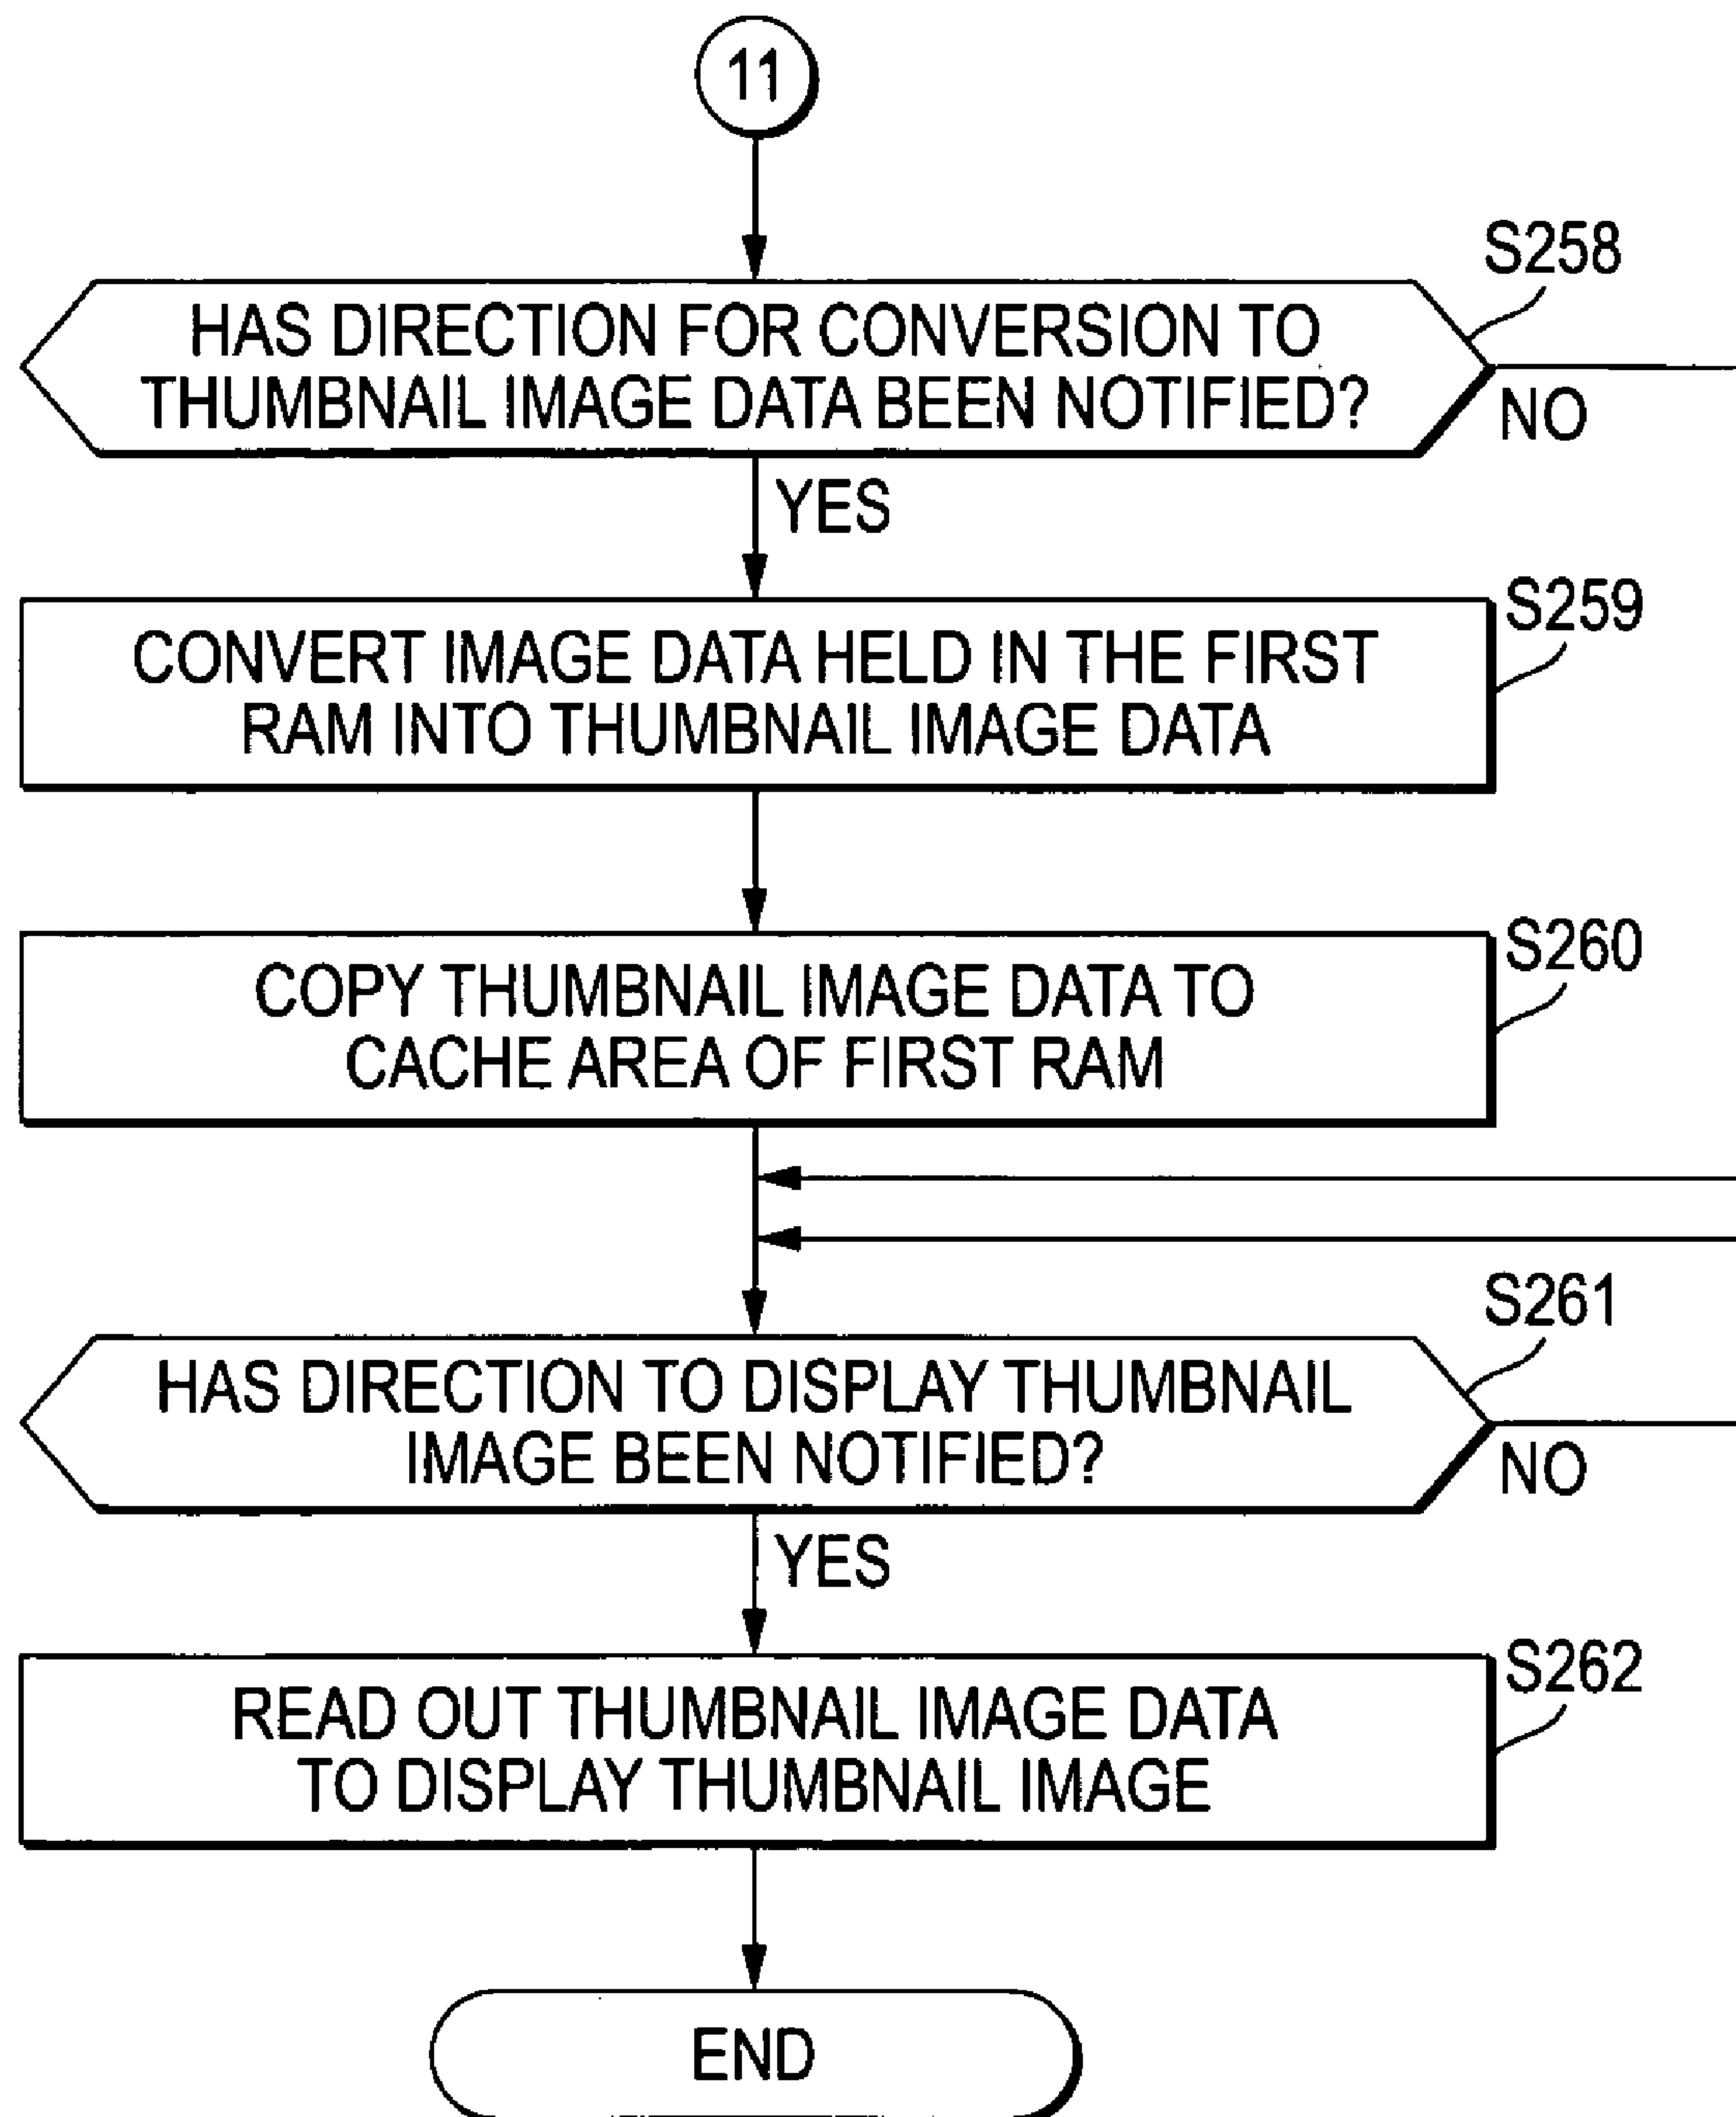 11
S258
HAS DIRECTION FOR CONVERSION TO
THUMBNAIL IMAGE DATA BEEN NOTIFIED?
NO
YES
S259
CONVERT IMAGE DATA HELD IN THE FIRST
RAM INTO THUMBNAIL IMAGE DATA
S260
COPY THUMBNAIL IMAGE DATA TO
CACHE AREA OF FIRST RAM
S261
HAS DIRECTION TO DISPLAY THUMBNAIL
IMAGE BEEN NOTIFIED?
NO
YES
S262
READ OUT THUMBNAIL IMAGE DATA
TO DISPLAY THUMBNAIL IMAGE
END